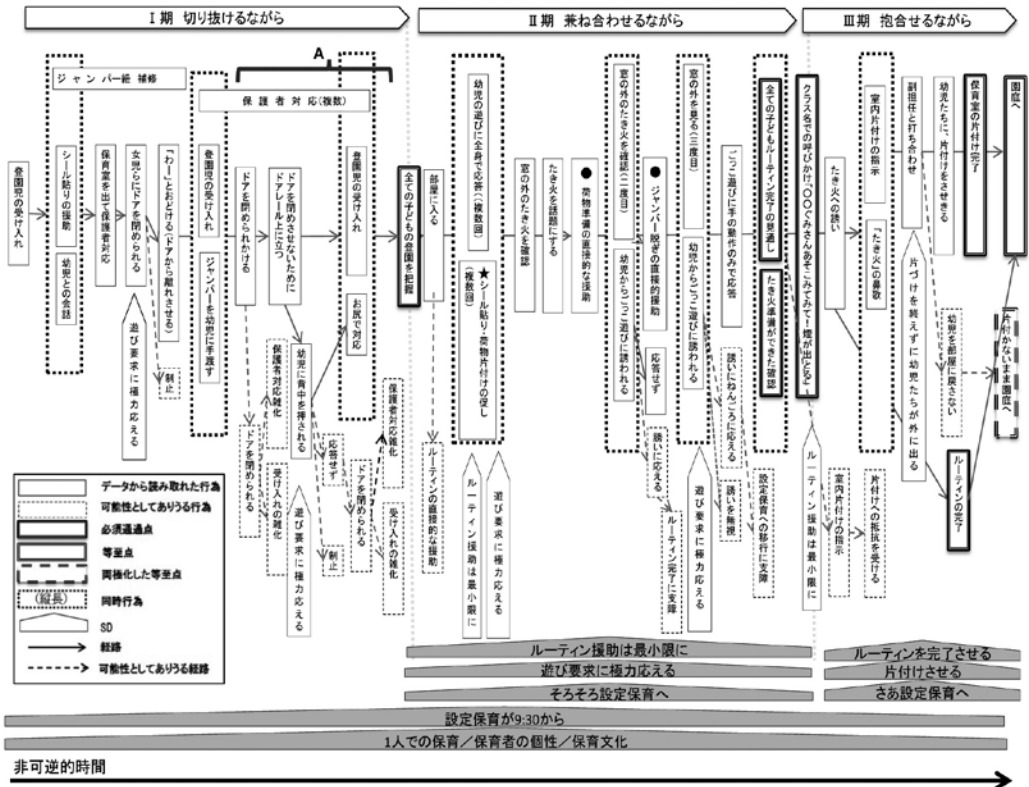 Ⅰ期 切り抜けるながら
Ⅱ期 兼ね合わせるながら
Ⅲ期 抱合せるながら
A
ジャンパー紐 補修
保護者対応(複数)
登園児の受け入れ
シール貼りの援助
幼児との会話
保育室を出て保護者対応
女児らにドアを閉められる
遊び要求に極力応える
「わー」とおどける(ドアから離れさせる)
制止
登園児の受け入れ
ジャンパーを幼児に手渡す
ドアを閉められかける
ドアを閉められる
ドアを閉めさせないために
ドアレール上に立つ
保護者対応雑化
受け入れの雑化
幼児に背中を押される
遊び要求に極力応える
応答せず
制止
登園児の受け入れ
お尻で対応
ドアを閉められる
保護者対応雑化
受け入れの雑化
全ての子どもの登園を把握
部屋に入る
ルーティンの直接的な援助
幼児の遊びに全身で応答(複数回)
★シール貼り・荷物片付けの促し
(複数回)
ルーティン援助は最小限に
遊び要求に極力応える
窓の外のたき火を確認
たき火を話題にする
●荷物準備の直接的な援助
窓の外のたき火を確認(二度目)
幼児からごっこ遊びに誘われる
●ジャンパー脱ぎの直接的援助
応答せず
誘いに応える
ルーティン完了に支障
窓の外を見る(三度目)
幼児からごっこ遊びに誘われる
遊び要求に極力応える
ごっこ遊びに手の動作のみで応答
誘いにねんごろに応える
誘いを無視
設定保育への移行に支障
全ての子どもルーティン完了の見通し
たき火準備ができた確認
クラス名での呼びかけ「〇〇ぐみさんあそこみてみて!煙が出とる」
ルーティン援助は最小限に
たき火への誘い
室内片付けの指示
片付けへの抵抗を受ける
室内片付けの指示
「たき火」の鼻歌
副担任と打ち合わせ
片づけを終えずに幼児たちが外に出る
幼児たちに、片付けをさせきる
幼児を部屋に戻さない
ルーティンの完了
保育室の片付け完了
園庭へ
片付かないまま園庭へ
データから読み取れた行為
可能性としてありうる行為
必須通過点
等至点
両極化した等至点
(縦長)
同時行為
SD
経路
可能性としてありうる経路
ルーティン援助は最小限に
遊び要求に極力応える
そろそろ設定保育へ
ルーティンを完了させる
片付けさせる
さあ設定保育へ
設定保育が9:30から
1人での保育/保育者の個性/保育文化
非可逆的時間